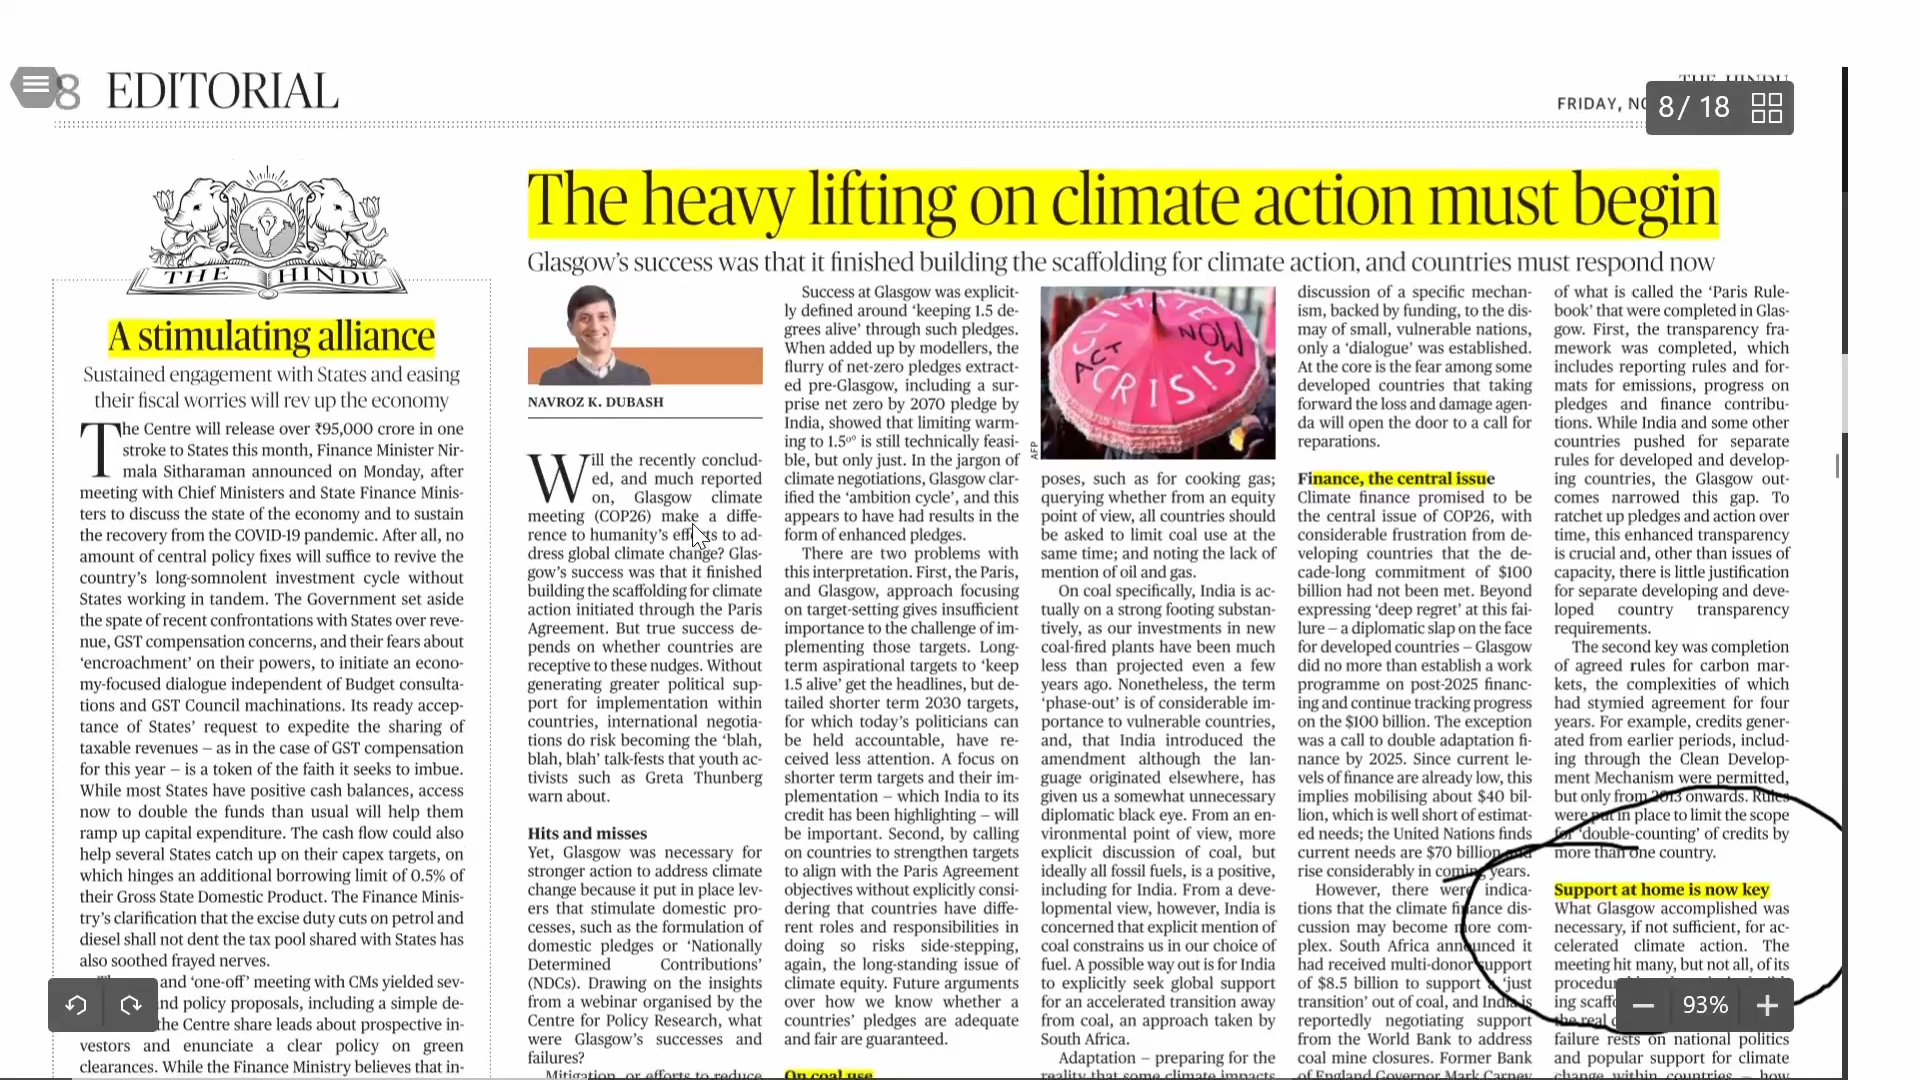 8 EDITORIAL
THE HINDU
FRIDAY, NO
8 / 18
THE HINDU
A stimulating alliance
Sustained engagement with States and easing
their fiscal worries will rev up the economy
The Centre will release over ₹95,000 crore in one
stroke to States this month, Finance Minister Nir-
mala Sitharaman announced on Monday, after
meeting with Chief Ministers and State Finance Minis-
ters to discuss the state of the economy and to sustain
the recovery from the COVID-19 pandemic. After all, no
amount of central policy fixes will suffice to revive the
country's long-somnolent investment cycle without
States working in tandem. The Government set aside
the spate of recent confrontations with States over reve-
nue, GST compensation concerns, and their fears about
'encroachment' on their powers, to initiate an econo-
my-focused dialogue independent of Budget consulta-
tions and GST Council machinations. Its ready accep-
tance of States' request to expedite the sharing of
taxable revenues – as in the case of GST compensation
for this year – is a token of the faith it seeks to imbue.
While most States have positive cash balances, access
now to double the funds than usual will help them
ramp up capital expenditure. The cash flow could also
help several States catch up on their capex targets, on
which hinges an additional borrowing limit of 0.5% of
their Gross State Domestic Product. The Finance Minis-
try's clarification that the excise duty cuts on petrol and
diesel shall not dent the tax pool shared with States has
also soothed frayed nerves.
and 'one-off' meeting with CMs yielded sev-
nd policy proposals, including a simple de-
the Centre share leads about prospective in-
vestors and enunciate a clear policy on green
clearances. While the Finance Ministry believes that in-
The heavy lifting on climate action must begin
Glasgow's success was that it finished building the scaffolding for climate action, and countries must respond now
NAVROZ K. DUBASH
Will the recently conclud-
ed, and much reported
on, Glasgow climate
meeting (COP26) make a diffe-
rence to humanity's efforts to ad-
dress global climate change? Glas-
gow's success was that it finished
building the scaffolding for climate
action initiated through the Paris
Agreement. But true success de-
pends on whether countries are
receptive to these nudges. Without
generating greater political sup-
port for implementation within
countries, international negotia-
tions do risk becoming the 'blah,
blah, blah' talk-fests that youth ac-
tivists such as Greta Thunberg
warn about.
Hits and misses
Yet, Glasgow was necessary for
stronger action to address climate
change because it put in place lev-
ers that stimulate domestic pro-
cesses, such as the formulation of
domestic pledges or 'Nationally
Determined Contributions'
(NDCs). Drawing on the insights
from a webinar organised by the
Centre for Policy Research, what
were Glasgow's successes and
failures?
Mitigation, or efforts to reduce
Success at Glasgow was explicit-
ly defined around 'keeping 1.5 de-
grees alive' through such pledges.
When added up by modellers, the
flurry of net-zero pledges extract-
ed pre-Glasgow, including a sur-
prise net zero by 2070 pledge by
India, showed that limiting warm-
ing to 1.5°° is still technically feasi-
ble, but only just. In the jargon of
climate negotiations, Glasgow clar-
ified the 'ambition cycle', and this
appears to have had results in the
form of enhanced pledges.
There are two problems with
this interpretation. First, the Paris,
and Glasgow, approach focusing
on target-setting gives insufficient
importance to the challenge of im-
plementing those targets. Long-
term aspirational targets to 'keep
1.5 alive' get the headlines, but de-
tailed shorter term 2030 targets,
for which today's politicians can
be held accountable, have re-
ceived less attention. A focus on
shorter term targets and their im-
plementation – which India to its
credit has been highlighting – will
be important. Second, by calling
on countries to strengthen targets
to align with the Paris Agreement
objectives without explicitly consi-
dering that countries have diffe-
rent roles and responsibilities in
doing so risks side-stepping,
again, the long-standing issue of
climate equity. Future arguments
over how we know whether a
countries' pledges are adequate
and fair are guaranteed.
On coal use
CLIMATE
ACT NOW
CRISIS
AFP
poses, such as for cooking gas;
querying whether from an equity
point of view, all countries should
be asked to limit coal use at the
same time; and noting the lack of
mention of oil and gas.
On coal specifically, India is ac-
tually on a strong footing substan-
tively, as our investments in new
coal-fired plants have been much
less than projected even a few
years ago. Nonetheless, the term
'phase-out' is of considerable im-
portance to vulnerable countries,
and, that India introduced the
amendment although the lan-
guage originated elsewhere, has
given us a somewhat unnecessary
diplomatic black eye. From an en-
vironmental point of view, more
explicit discussion of coal, but
ideally all fossil fuels, is a positive,
including for India. From a deve-
lopmental view, however, India is
concerned that explicit mention of
coal constrains us in our choice of
fuel. A possible way out is for India
to explicitly seek global support
for an accelerated transition away
from coal, an approach taken by
South Africa.
Adaptation – preparing for the
reality that some climate impacts
discussion of a specific mechan-
ism, backed by funding, to the dis-
may of small, vulnerable nations,
only a 'dialogue' was established.
At the core is the fear among some
developed countries that taking
forward the loss and damage agen-
da will open the door to a call for
reparations.
Finance, the central issue
Climate finance promised to be
the central issue of COP26, with
considerable frustration from de-
veloping countries that the de-
cade-long commitment of $100
billion had not been met. Beyond
expressing 'deep regret' at this fai-
lure – a diplomatic slap on the face
for developed countries – Glasgow
did no more than establish a work
programme on post-2025 financ-
ing and continue tracking progress
on the $100 billion. The exception
was a call to double adaptation fi-
nance by 2025. Since current le-
vels of finance are already low, this
implies mobilising about $40 bil-
lion, which is well short of estimat-
ed needs; the United Nations finds
current needs are $70 billion and
rise considerably in coming years.
However, there were indica-
tions that the climate finance dis-
cussion may become more com-
plex. South Africa announced it
had received multi-donor support
of $8.5 billion to support a 'just
transition' out of coal, and India is
reportedly negotiating support
from the World Bank to address
coal mine closures. Former Bank
of England Governor Mark Carney
of what is called the 'Paris Rule-
book' that were completed in Glas-
gow. First, the transparency fra-
mework was completed, which
includes reporting rules and for-
mats for emissions, progress on
pledges and finance contribu-
tions. While India and some other
countries pushed for separate
rules for developed and develop-
ing countries, the Glasgow out-
comes narrowed this gap. To
ratchet up pledges and action over
time, this enhanced transparency
is crucial and, other than issues of
capacity, there is little justification
for separate developing and deve-
loped country transparency
requirements.
The second key was completion
of agreed rules for carbon mar-
kets, the complexities of which
had stymied agreement for four
years. For example, credits gener-
ated from earlier periods, includ-
ing through the Clean Develop-
ment Mechanism were permitted,
but only from 2013 onwards. Rules
were put in place to limit the scope
for 'double-counting' of credits by
more than one country.
Support at home is now key
What Glasgow accomplished was
necessary, if not sufficient, for ac-
celerated climate action. The
meeting hit many, but not all, of its
procedu
ing scaffo
the real
failure rests on national politics
and popular support for climate
change within countries – how
93%